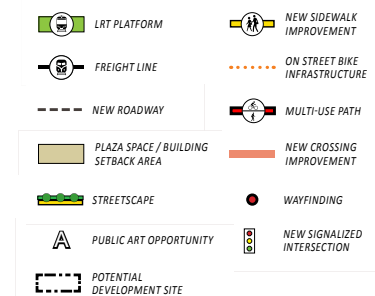 LRT PLATFORM
FREIGHT LINE
NEW ROADWAY
PLAZA SPACE / BUILDING
SETBACK AREA
STREETSCAPE
A PUBLIC ART OPPORTUNITY
POTENTIAL
DEVELOPMENT SITE
NEW SIDEWALK
IMPROVEMENT
ON STREET BIKE
INFRASTRUCTURE
MULTI-USE PATH
NEW CROSSING
IMPROVEMENT
WAYFINDING
NEW SIGNALIZED
INTERSECTION